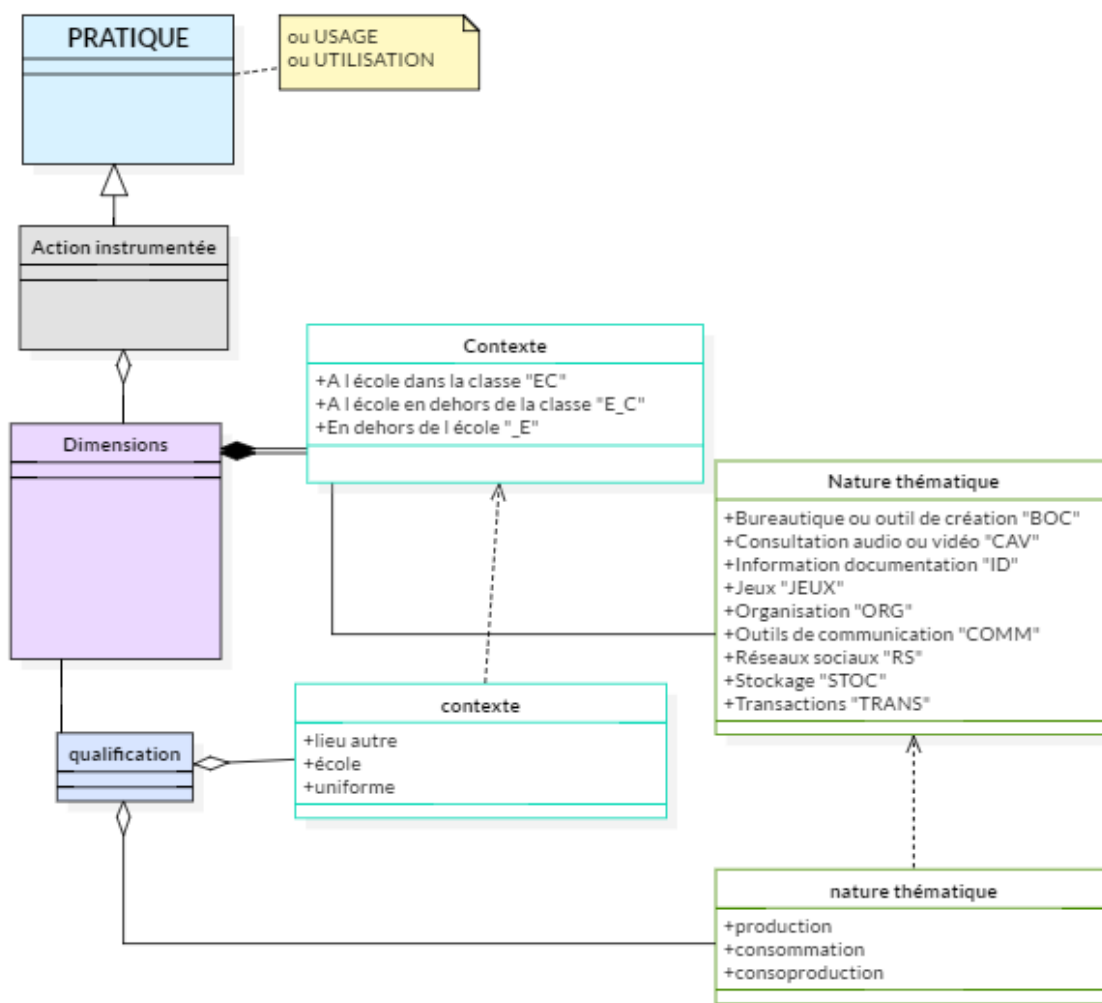 PRATIQUE
ou USAGE
ou UTILISATION
Action instrumentée
Contexte
+A l école dans la classe "EC"
+A l école en dehors de la classe "E_C"
+En dehors de l école "_E"
Dimensions
Nature thématique
+Bureautique ou outil de création "BOC"
+Consultation audio ou vidéo "CAV"
+Information documentation "ID"
+Jeux "JEUX"
+Organisation "ORG"
+Outils de communication "COMM"
+Réseaux sociaux "RS"
+Stockage "STOC"
+Transactions "TRANS"
contexte
+lieu autre
+école
+uniforme
qualification
nature thématique
+production
+consommation
+consoproduction